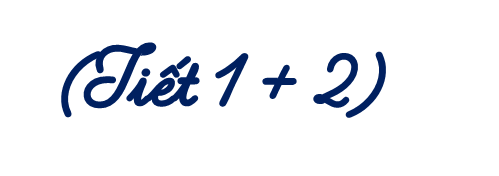 (Tiết 1 + 2)